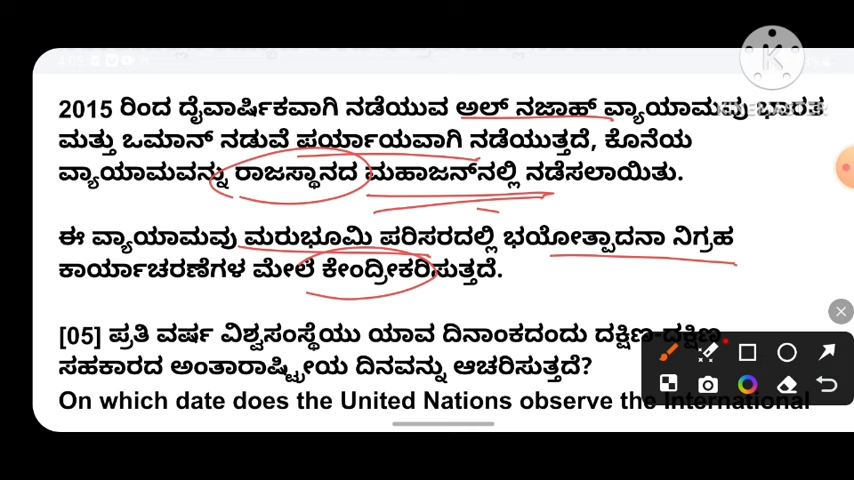 2015 ರಿಂದ ದೈವಾರ್ಷಿಕವಾಗಿ ನಡೆಯುವ ಅಲ್ ನಜಾಹ್ ವ್ಯಾಯಾಮವು ಭಾರತ
ಮತ್ತು ಒಮಾನ್ ನಡುವೆ ಪರ್ಯಾಯವಾಗಿ ನಡೆಯುತ್ತದೆ, ಕೊನೆಯ
ವ್ಯಾಯಾಮವನ್ನು ರಾಜಸ್ಥಾನದ ಮಹಾಜನ್‌ನಲ್ಲಿ ನಡೆಸಲಾಯಿತು.
ಈ ವ್ಯಾಯಾಮವು ಮರುಭೂಮಿ ಪರಿಸರದಲ್ಲಿ ಭಯೋತ್ಪಾದನಾ ನಿಗ್ರಹ
ಕಾರ್ಯಾಚರಣೆಗಳ ಮೇಲೆ ಕೇಂದ್ರೀಕರಿಸುತ್ತದೆ.
[05] ಪ್ರತಿ ವರ್ಷ ವಿಶ್ವಸಂಸ್ಥೆಯು ಯಾವ ದಿನಾಂಕದಂದು ದಕ್ಷಿಣ-ದಕ್ಷಿಣ
ಸಹಕಾರದ ಅಂತಾರಾಷ್ಟ್ರೀಯ ದಿನವನ್ನು ಆಚರಿಸುತ್ತದೆ?
On which date does the United Nations observe the International